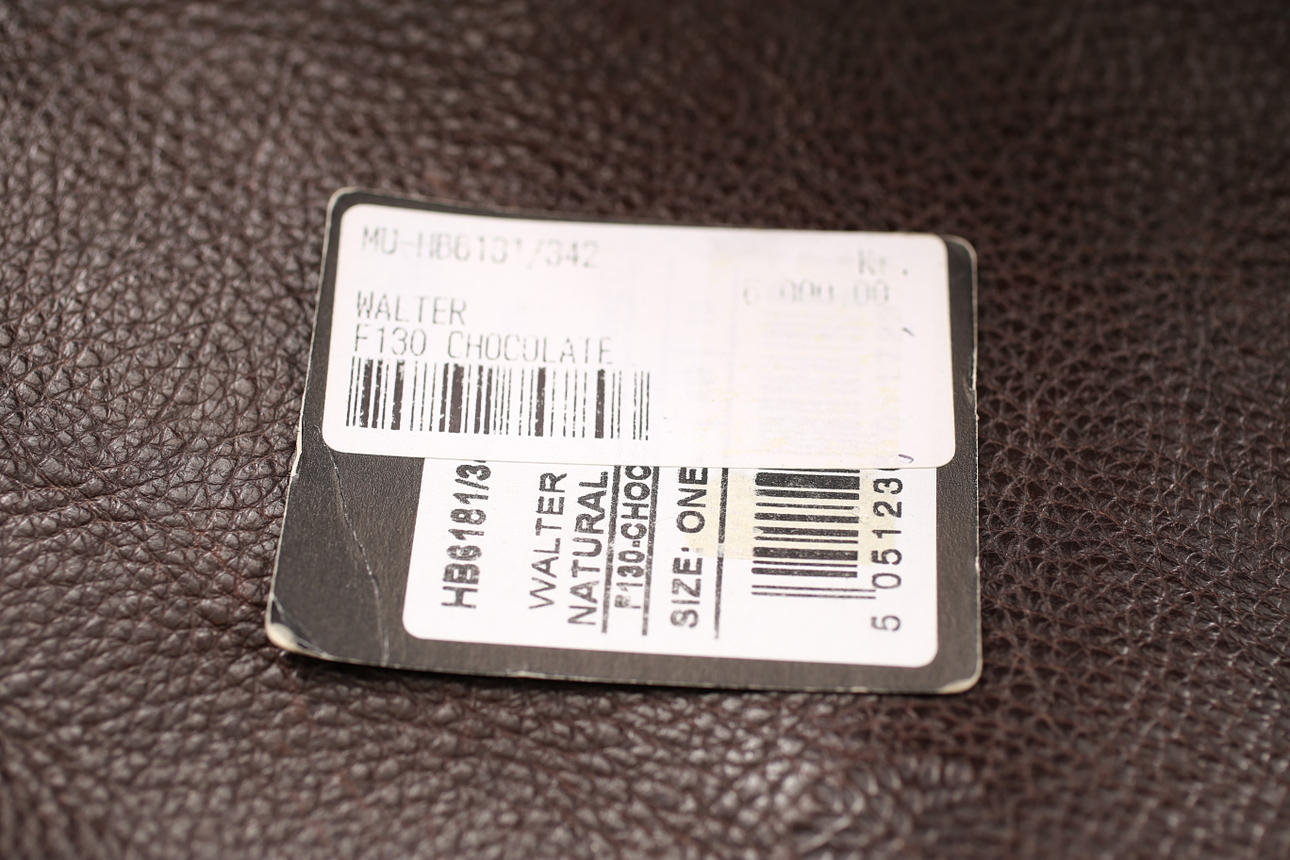 MU-HB6181/342
Kr.
6.000,00
WALTER
F130 CHOCOLATE
HB6181/3
WALTER
NATURAL
F130-CHOC
SIZE: ONE
5 05123